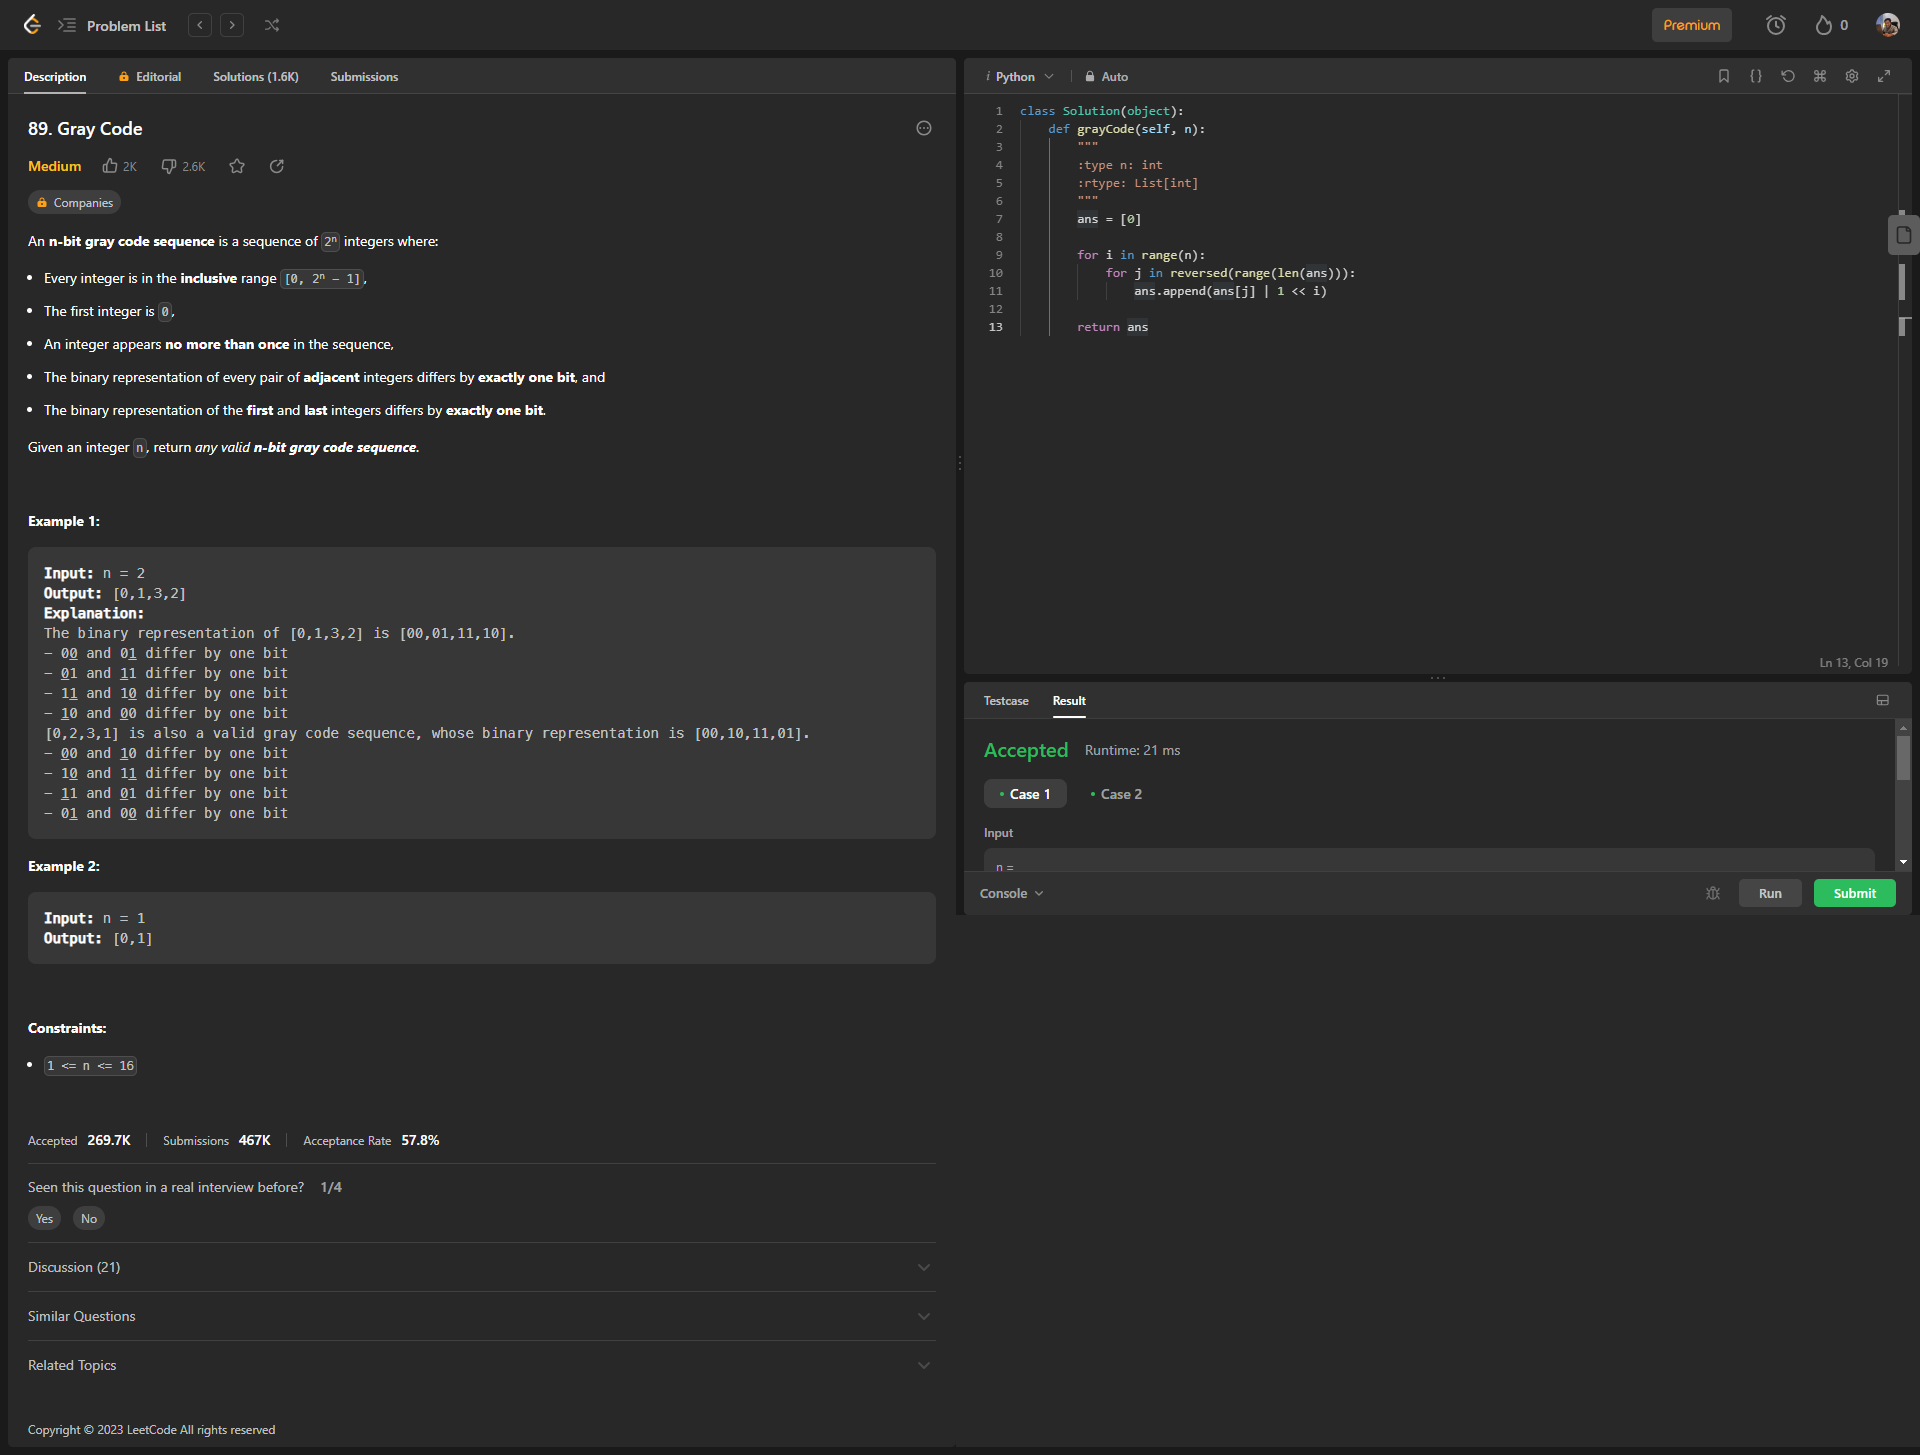 Problem List
Premium
0
Description
Editorial
Solutions (1.6K)
Submissions
89. Gray Code
Medium
2K
2.6K
Companies
An n-bit gray code sequence is a sequence of 2ⁿ integers where:
• Every integer is in the inclusive range [0, 2ⁿ - 1],
• The first integer is 0,
• An integer appears no more than once in the sequence,
• The binary representation of every pair of adjacent integers differs by exactly one bit, and
• The binary representation of the first and last integers differs by exactly one bit.
Given an integer n, return any valid n-bit gray code sequence.
Example 1:
Input: n = 2
Output: [0,1,3,2]
Explanation:
The binary representation of [0,1,3,2] is [00,01,11,10].
- 00 and 01 differ by one bit
- 01 and 11 differ by one bit
- 11 and 10 differ by one bit
- 10 and 00 differ by one bit
[0,2,3,1] is also a valid gray code sequence, whose binary representation is [00,10,11,01].
- 00 and 10 differ by one bit
- 10 and 11 differ by one bit
- 11 and 01 differ by one bit
- 01 and 00 differ by one bit
Example 2:
Input: n = 1
Output: [0,1]
Constraints:
• 1 <= n <= 16
Accepted 269.7K
Submissions 467K
Acceptance Rate 57.8%
Seen this question in a real interview before? 1/4
Yes
No
Discussion (21)
Similar Questions
Related Topics
Copyright © 2023 LeetCode All rights reserved
i Python
Auto
1 class Solution(object):
2 def grayCode(self, n):
3 """
4 :type n: int
5 :rtype: List[int]
6 """
7 ans = [0]
8
9 for i in range(n):
10 for j in reversed(range(len(ans))):
11 ans.append(ans[j] | 1 << i)
12
13 return ans
Ln 13, Col 19
Testcase
Result
Accepted Runtime: 21 ms
• Case 1
• Case 2
Input
n =
Console
Run
Submit